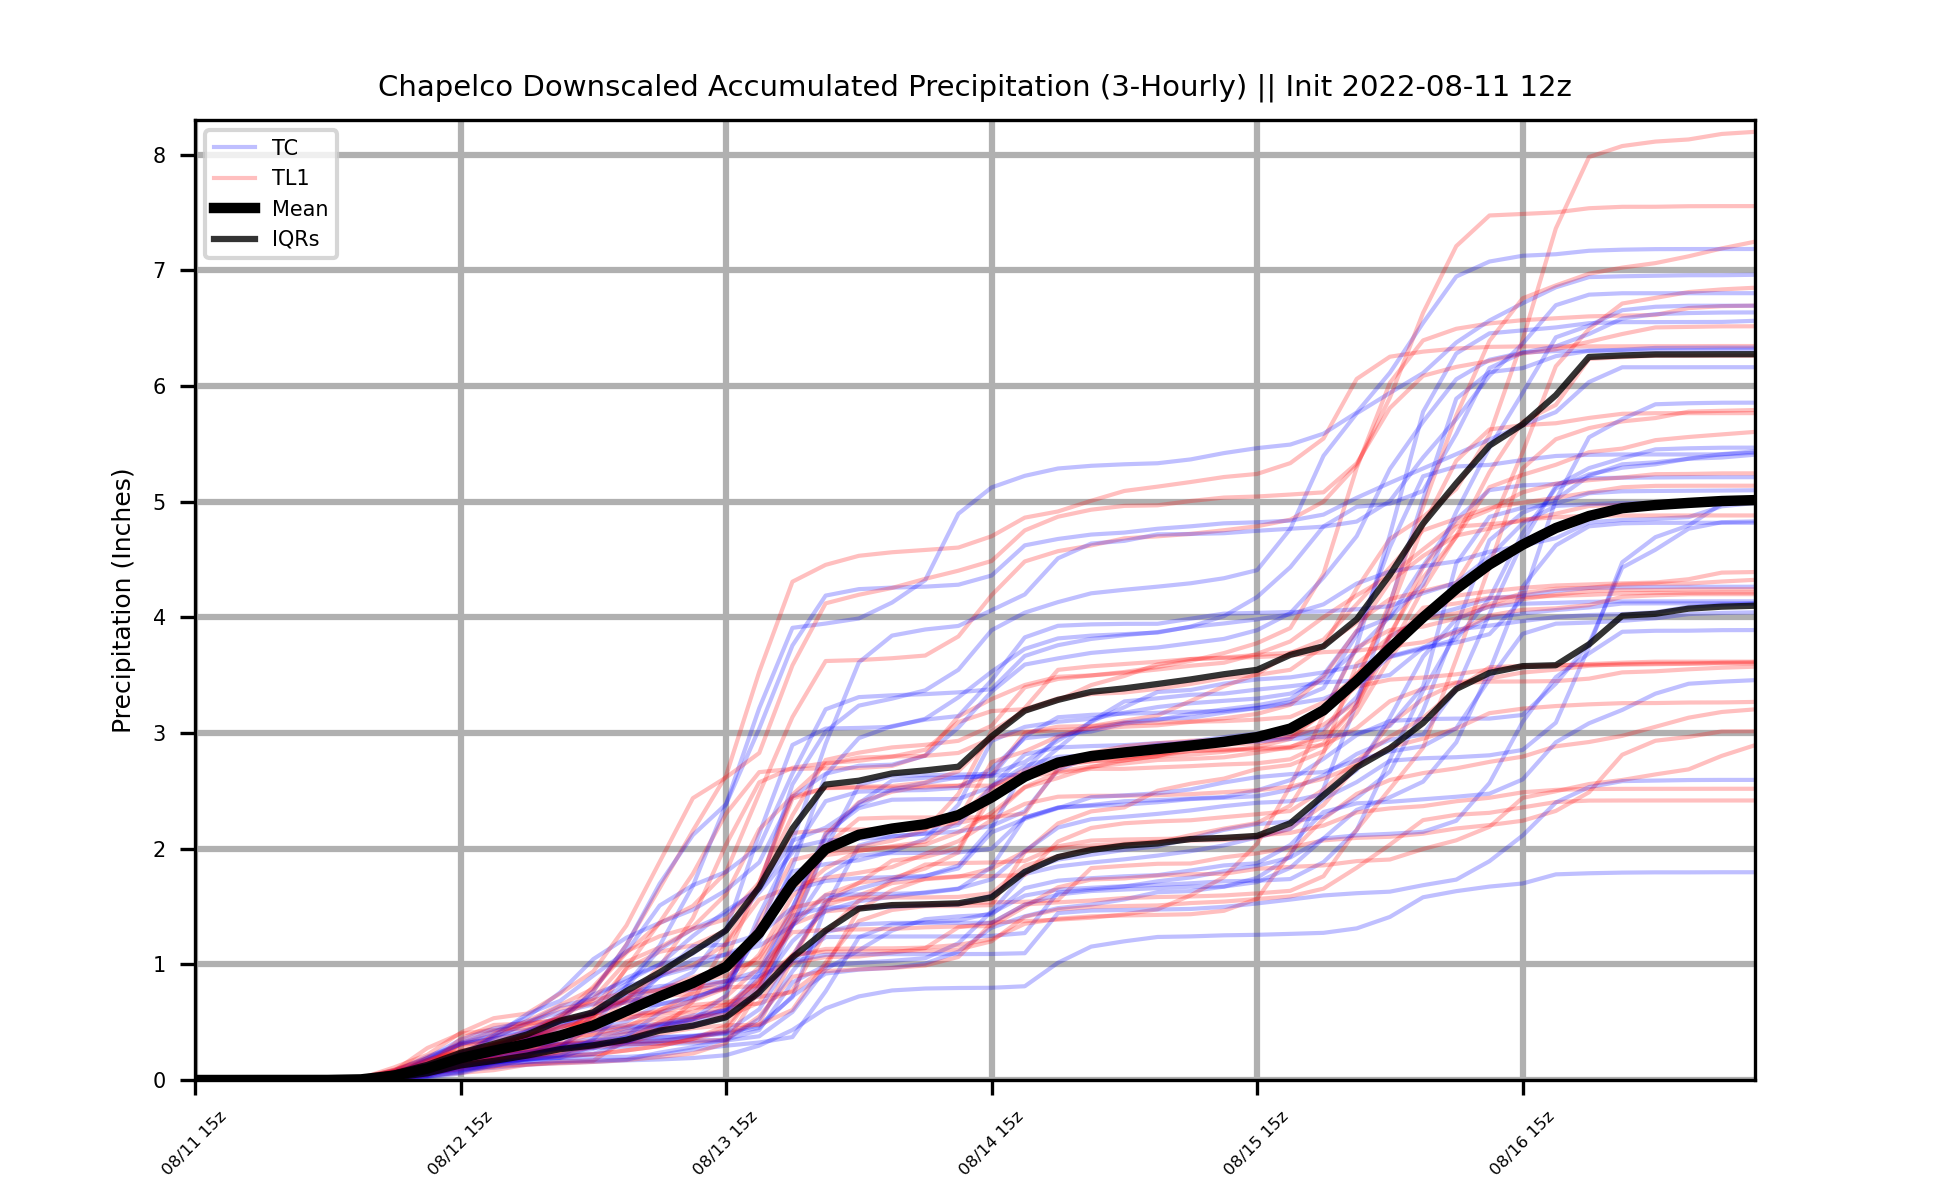 Chapelco Downscaled Accumulated Precipitation (3-Hourly) || Init 2022-08-11 12z
TC
TL1
Mean
IQRs
Precipitation (Inches)
8
7
6
5
4
3
2
1
0
08/11 15z
08/12 15z
08/13 15z
08/14 15z
08/15 15z
08/16 15z